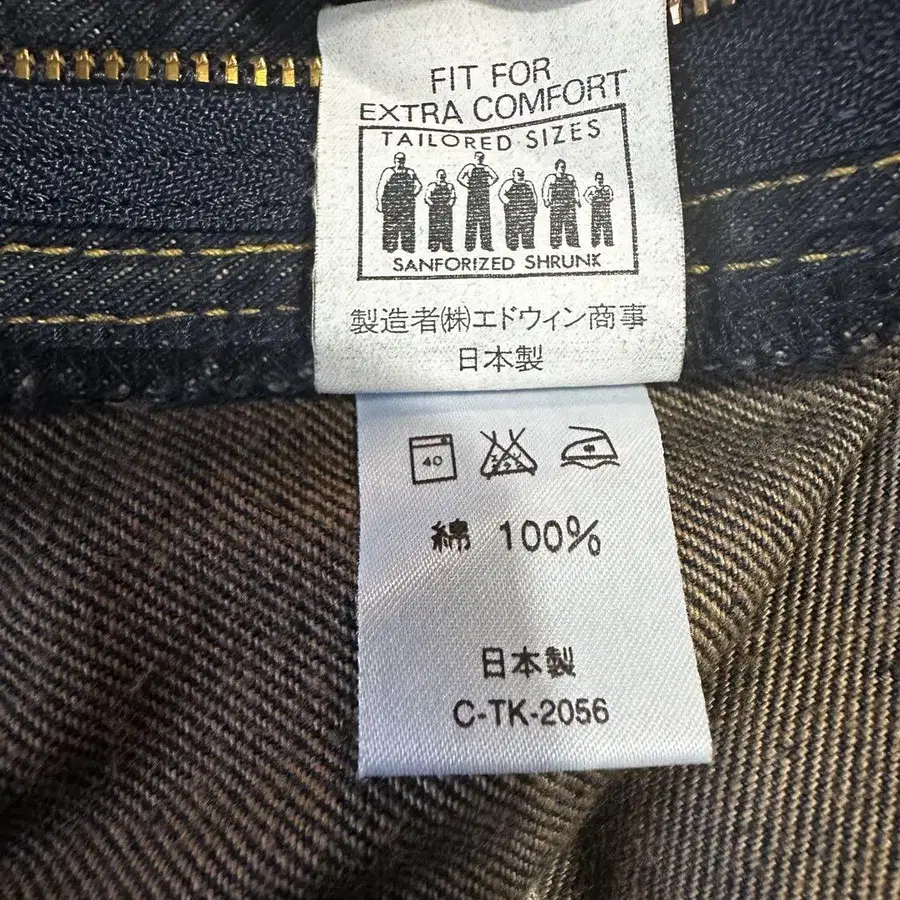 FIT FOR
EXTRA COMFORT
TAILORED SIZES
SANFORIZED SHRUNK
製造者㈱エドウィン商事
日本製
40
綿 100%
日本製
C-TK-2056